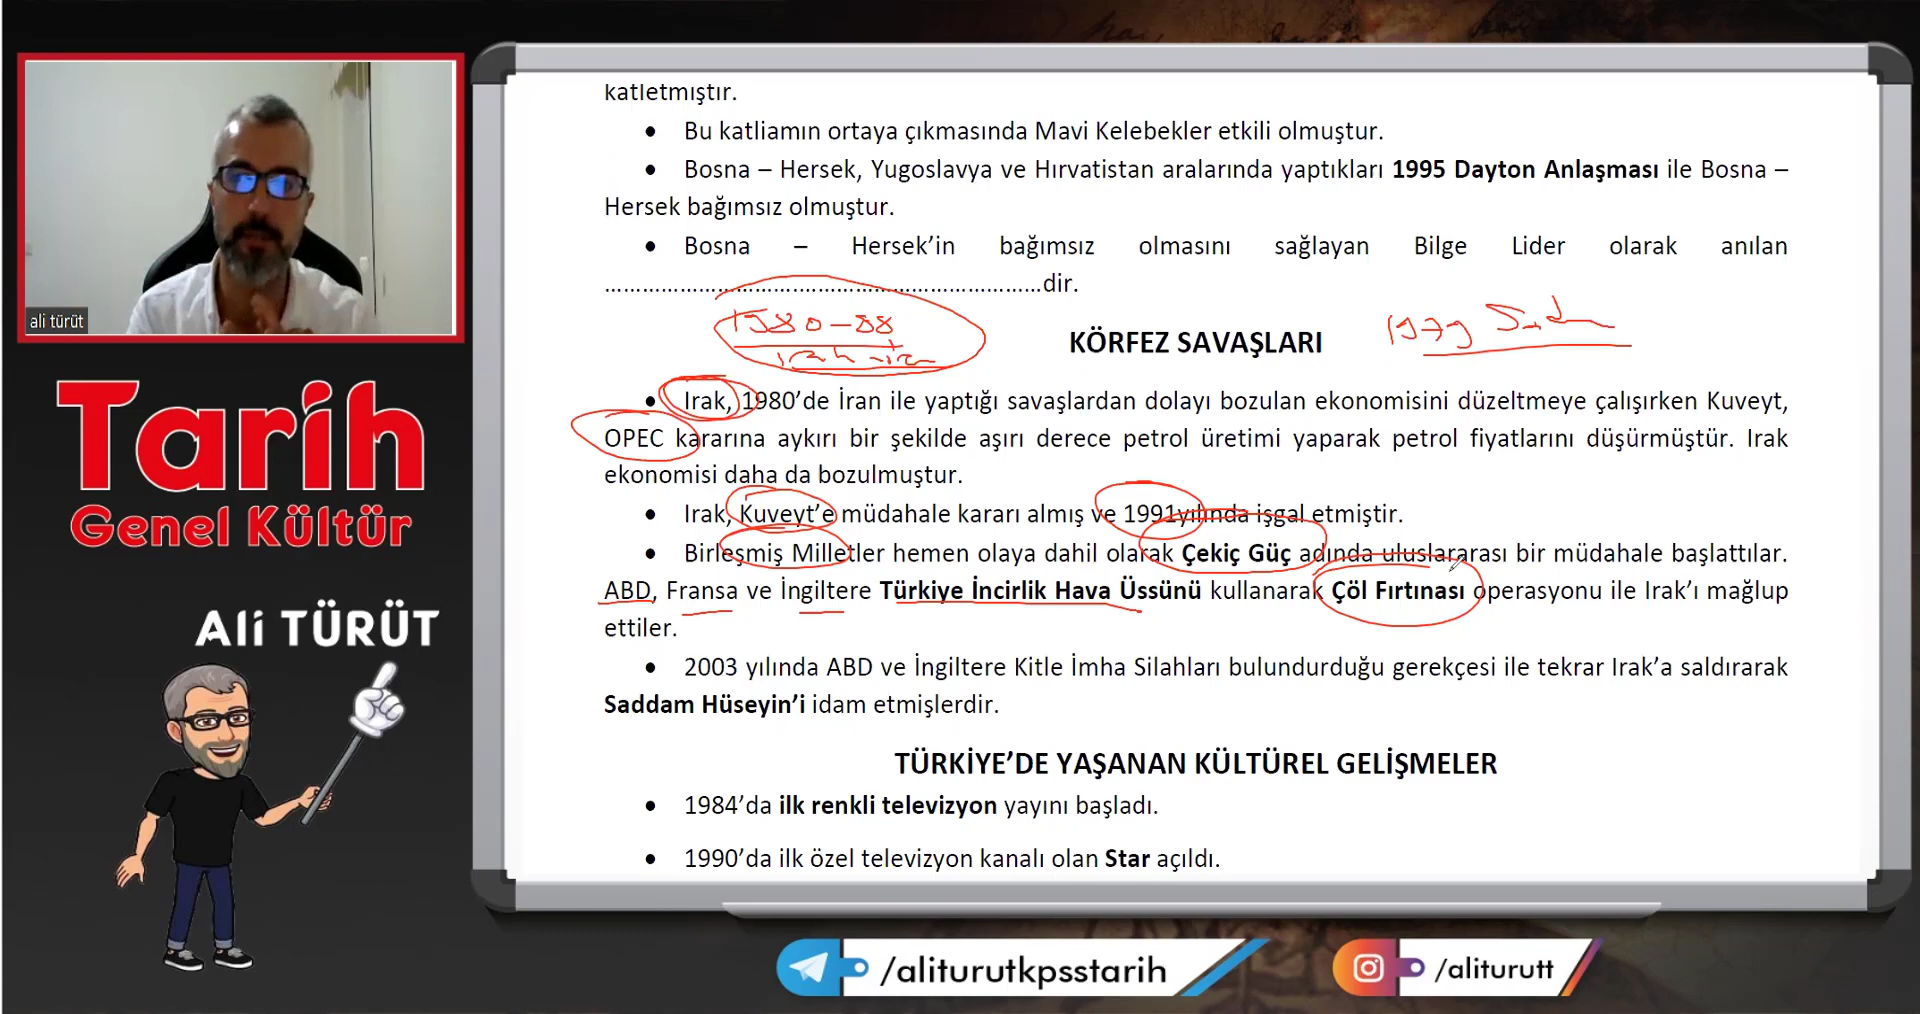 katletmiştir.
• Bu katliamın ortaya çıkmasında Mavi Kelebekler etkili olmuştur.
• Bosna – Hersek, Yugoslavya ve Hırvatistan aralarında yaptıkları 1995 Dayton Anlaşması ile Bosna –
Hersek bağımsız olmuştur.
• Bosna – Hersek’in bağımsız olmasını sağlayan Bilge Lider olarak anılan
……………………………………………………………dir.
ali türüt
1980-88
1979
KÖRFEZ SAVAŞLARI
• Irak, 1980’de İran ile yaptığı savaşlardan dolayı bozulan ekonomisini düzeltmeye çalışırken Kuveyt,
OPEC kararına aykırı bir şekilde aşırı derece petrol üretimi yaparak petrol fiyatlarını düşürmüştür. Irak
ekonomisi daha da bozulmuştur.
• Irak, Kuveyt’e müdahale kararı almış ve 1991yılında işgal etmiştir.
• Birleşmiş Milletler hemen olaya dahil olarak Çekiç Güç adında uluslararası bir müdahale başlattılar.
ABD, Fransa ve İngiltere Türkiye İncirlik Hava Üssünü kullanarak Çöl Fırtınası operasyonu ile Irak’ı mağlup
ettiler.
• 2003 yılında ABD ve İngiltere Kitle İmha Silahları bulundurduğu gerekçesi ile tekrar Irak’a saldırarak
Saddam Hüseyin’i idam etmişlerdir.
TÜRKİYE’DE YAŞANAN KÜLTÜREL GELİŞMELER
• 1984’da ilk renkli televizyon yayını başladı.
• 1990’da ilk özel televizyon kanalı olan Star açıldı.
Tarih
Genel Kültür
Ali TÜRÜT
/aliturutkpsstarih
/aliturutt